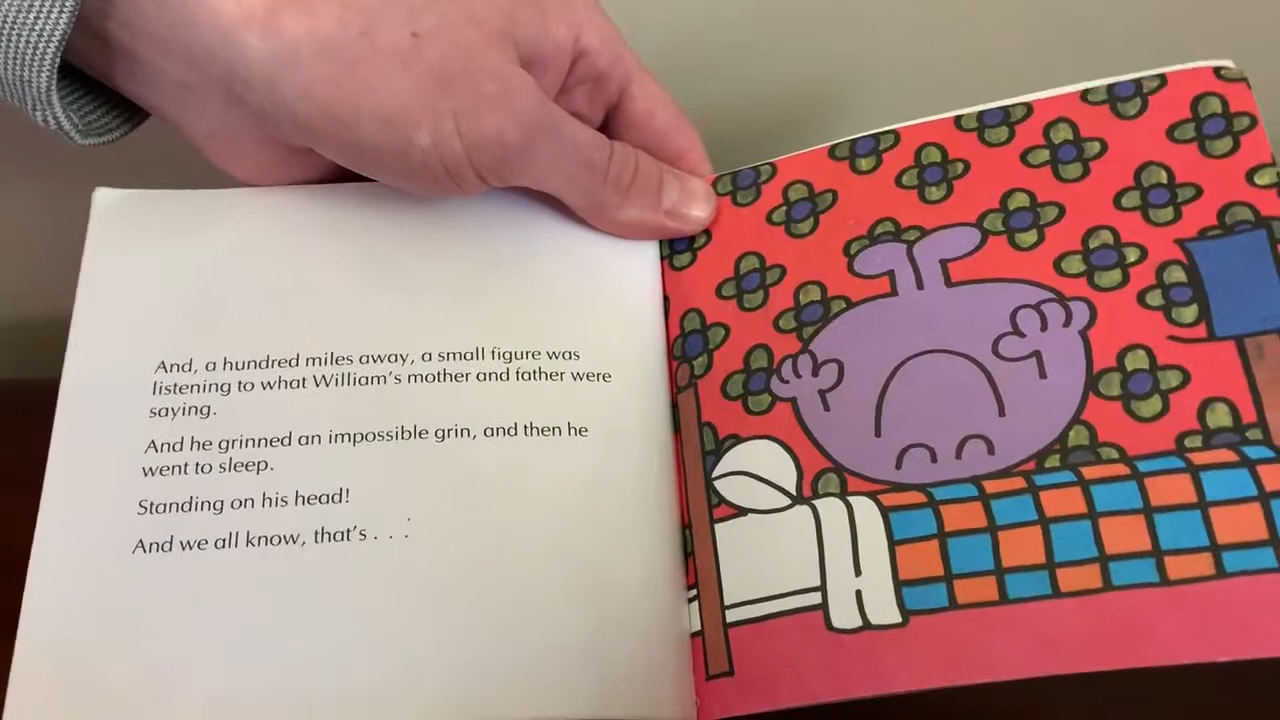 And, a hundred miles away, a small figure was
listening to what William's mother and father were
saying.
And he grinned an impossible grin, and then he
went to sleep.
Standing on his head!
And we all know, that's . . .